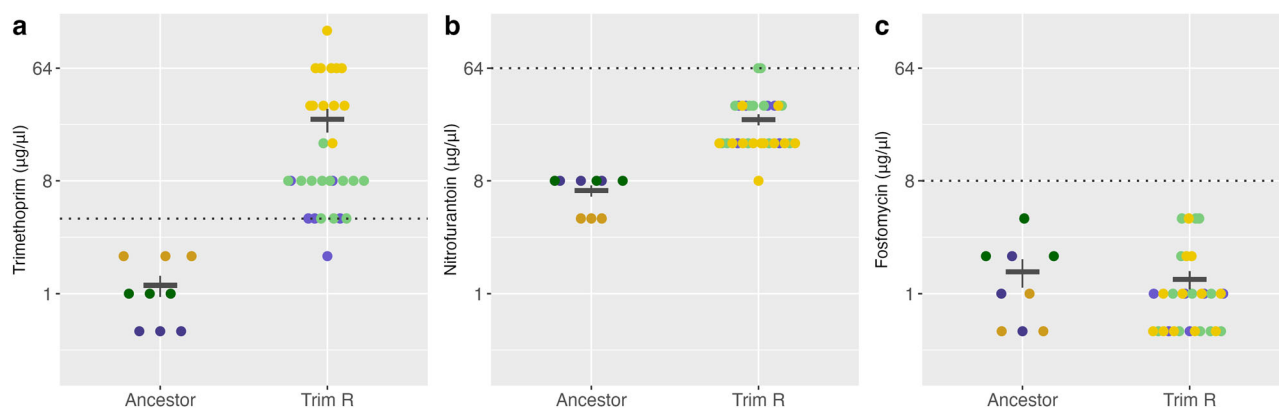 a
b
c
64
8
1
Trimethoprim (µg/µl)
Ancestor
Trim R
64
8
1
Nitrofurantoin (µg/µl)
Ancestor
Trim R
64
8
1
Fosfomycin (µg/µl)
Ancestor
Trim R